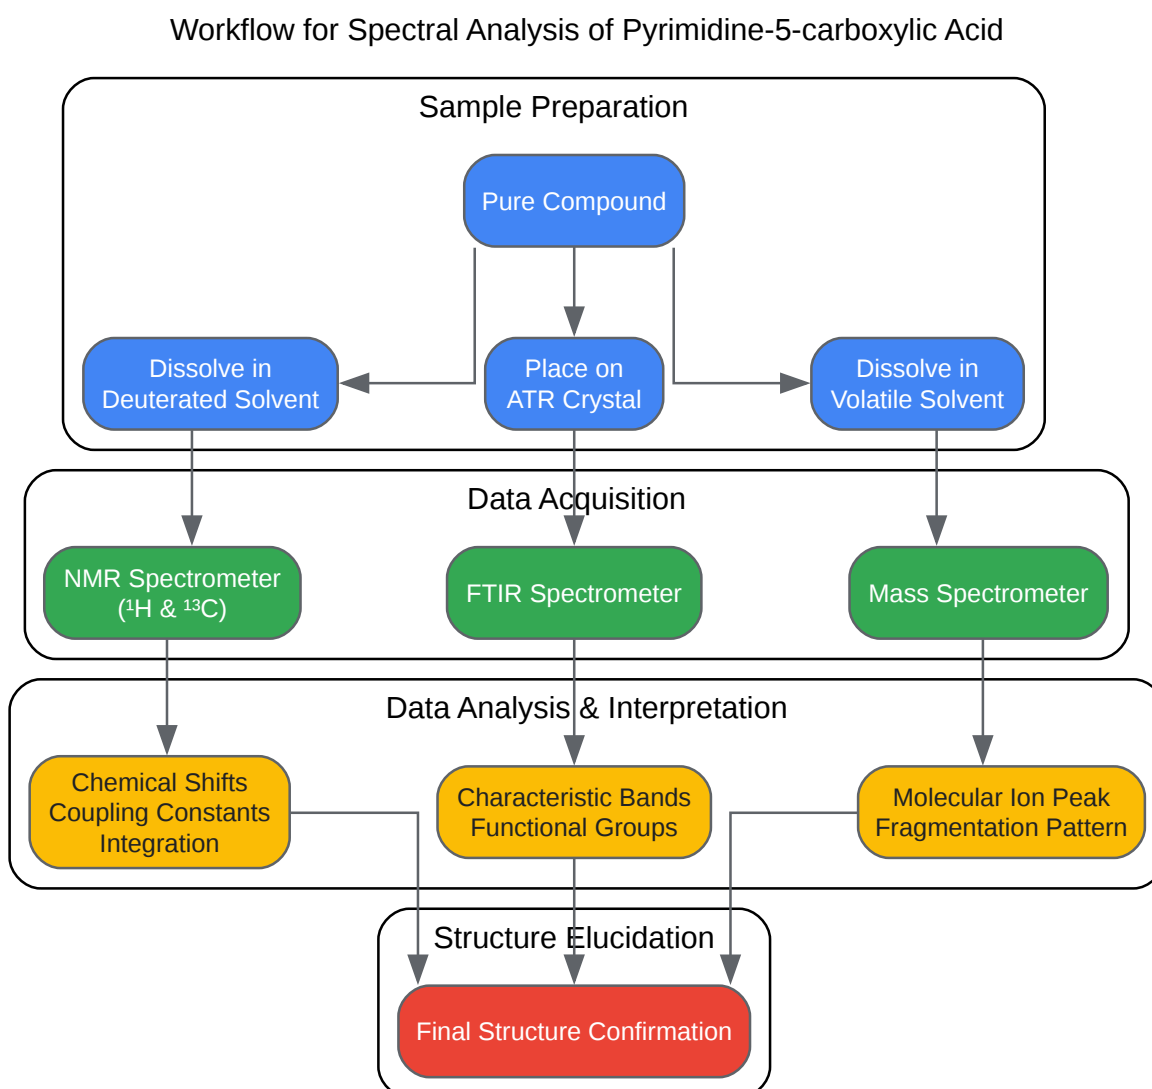 Workflow for Spectral Analysis of Pyrimidine-5-carboxylic Acid
Sample Preparation
Pure Compound
Dissolve in
Deuterated Solvent
Place on
ATR Crystal
Dissolve in
Volatile Solvent
Data Acquisition
NMR Spectrometer
(¹H & ¹³C)
FTIR Spectrometer
Mass Spectrometer
Data Analysis & Interpretation
Chemical Shifts
Coupling Constants
Integration
Characteristic Bands
Functional Groups
Molecular Ion Peak
Fragmentation Pattern
Structure Elucidation
Final Structure Confirmation